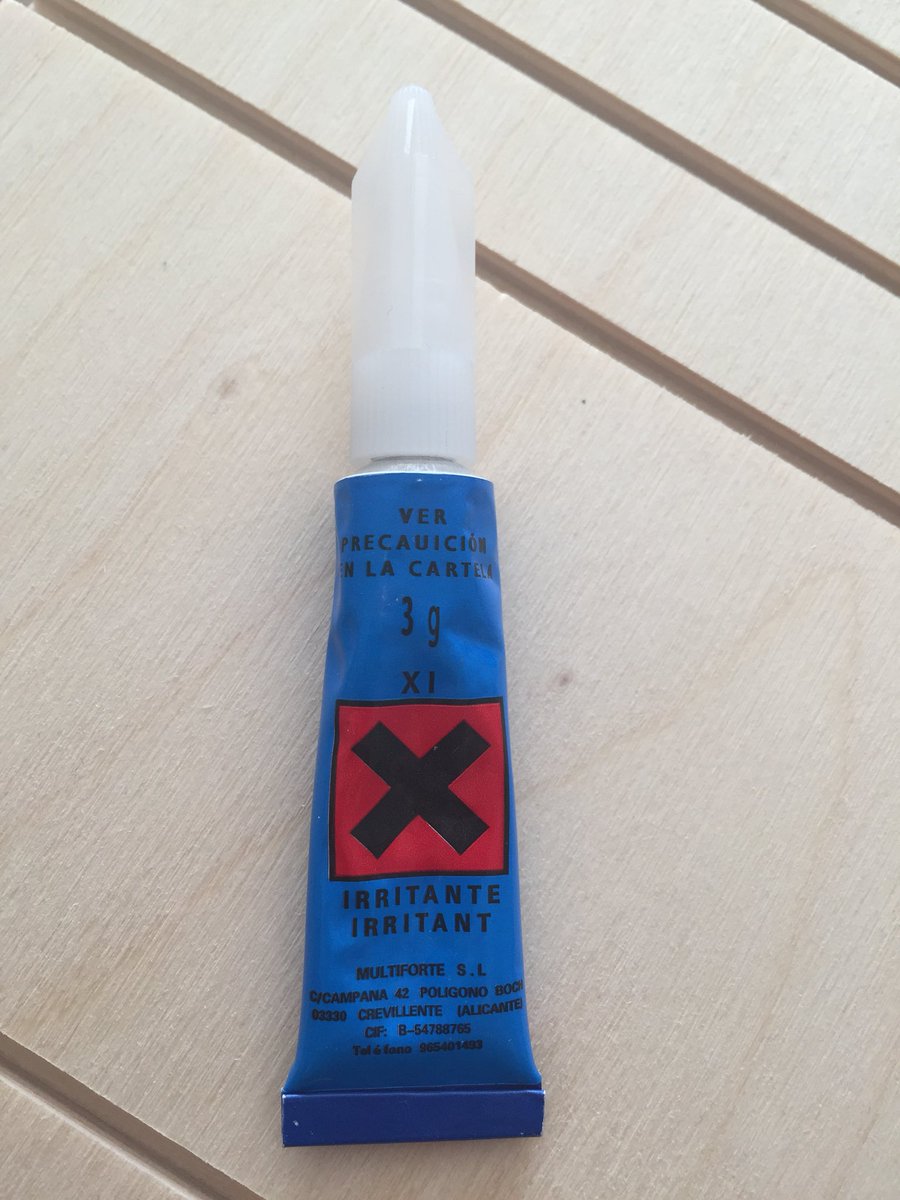 VER
PRECAUICIÓN
EN LA CARTELA
3 g
XI
IRRITANTE
IRRITANT
MULTIFORTE S.L
C/CAMPANA 42 POLIGONO BOCH
03330 CREVILLENTE (ALICANTE)
CIF: B-54788765
Teléfono 965401493